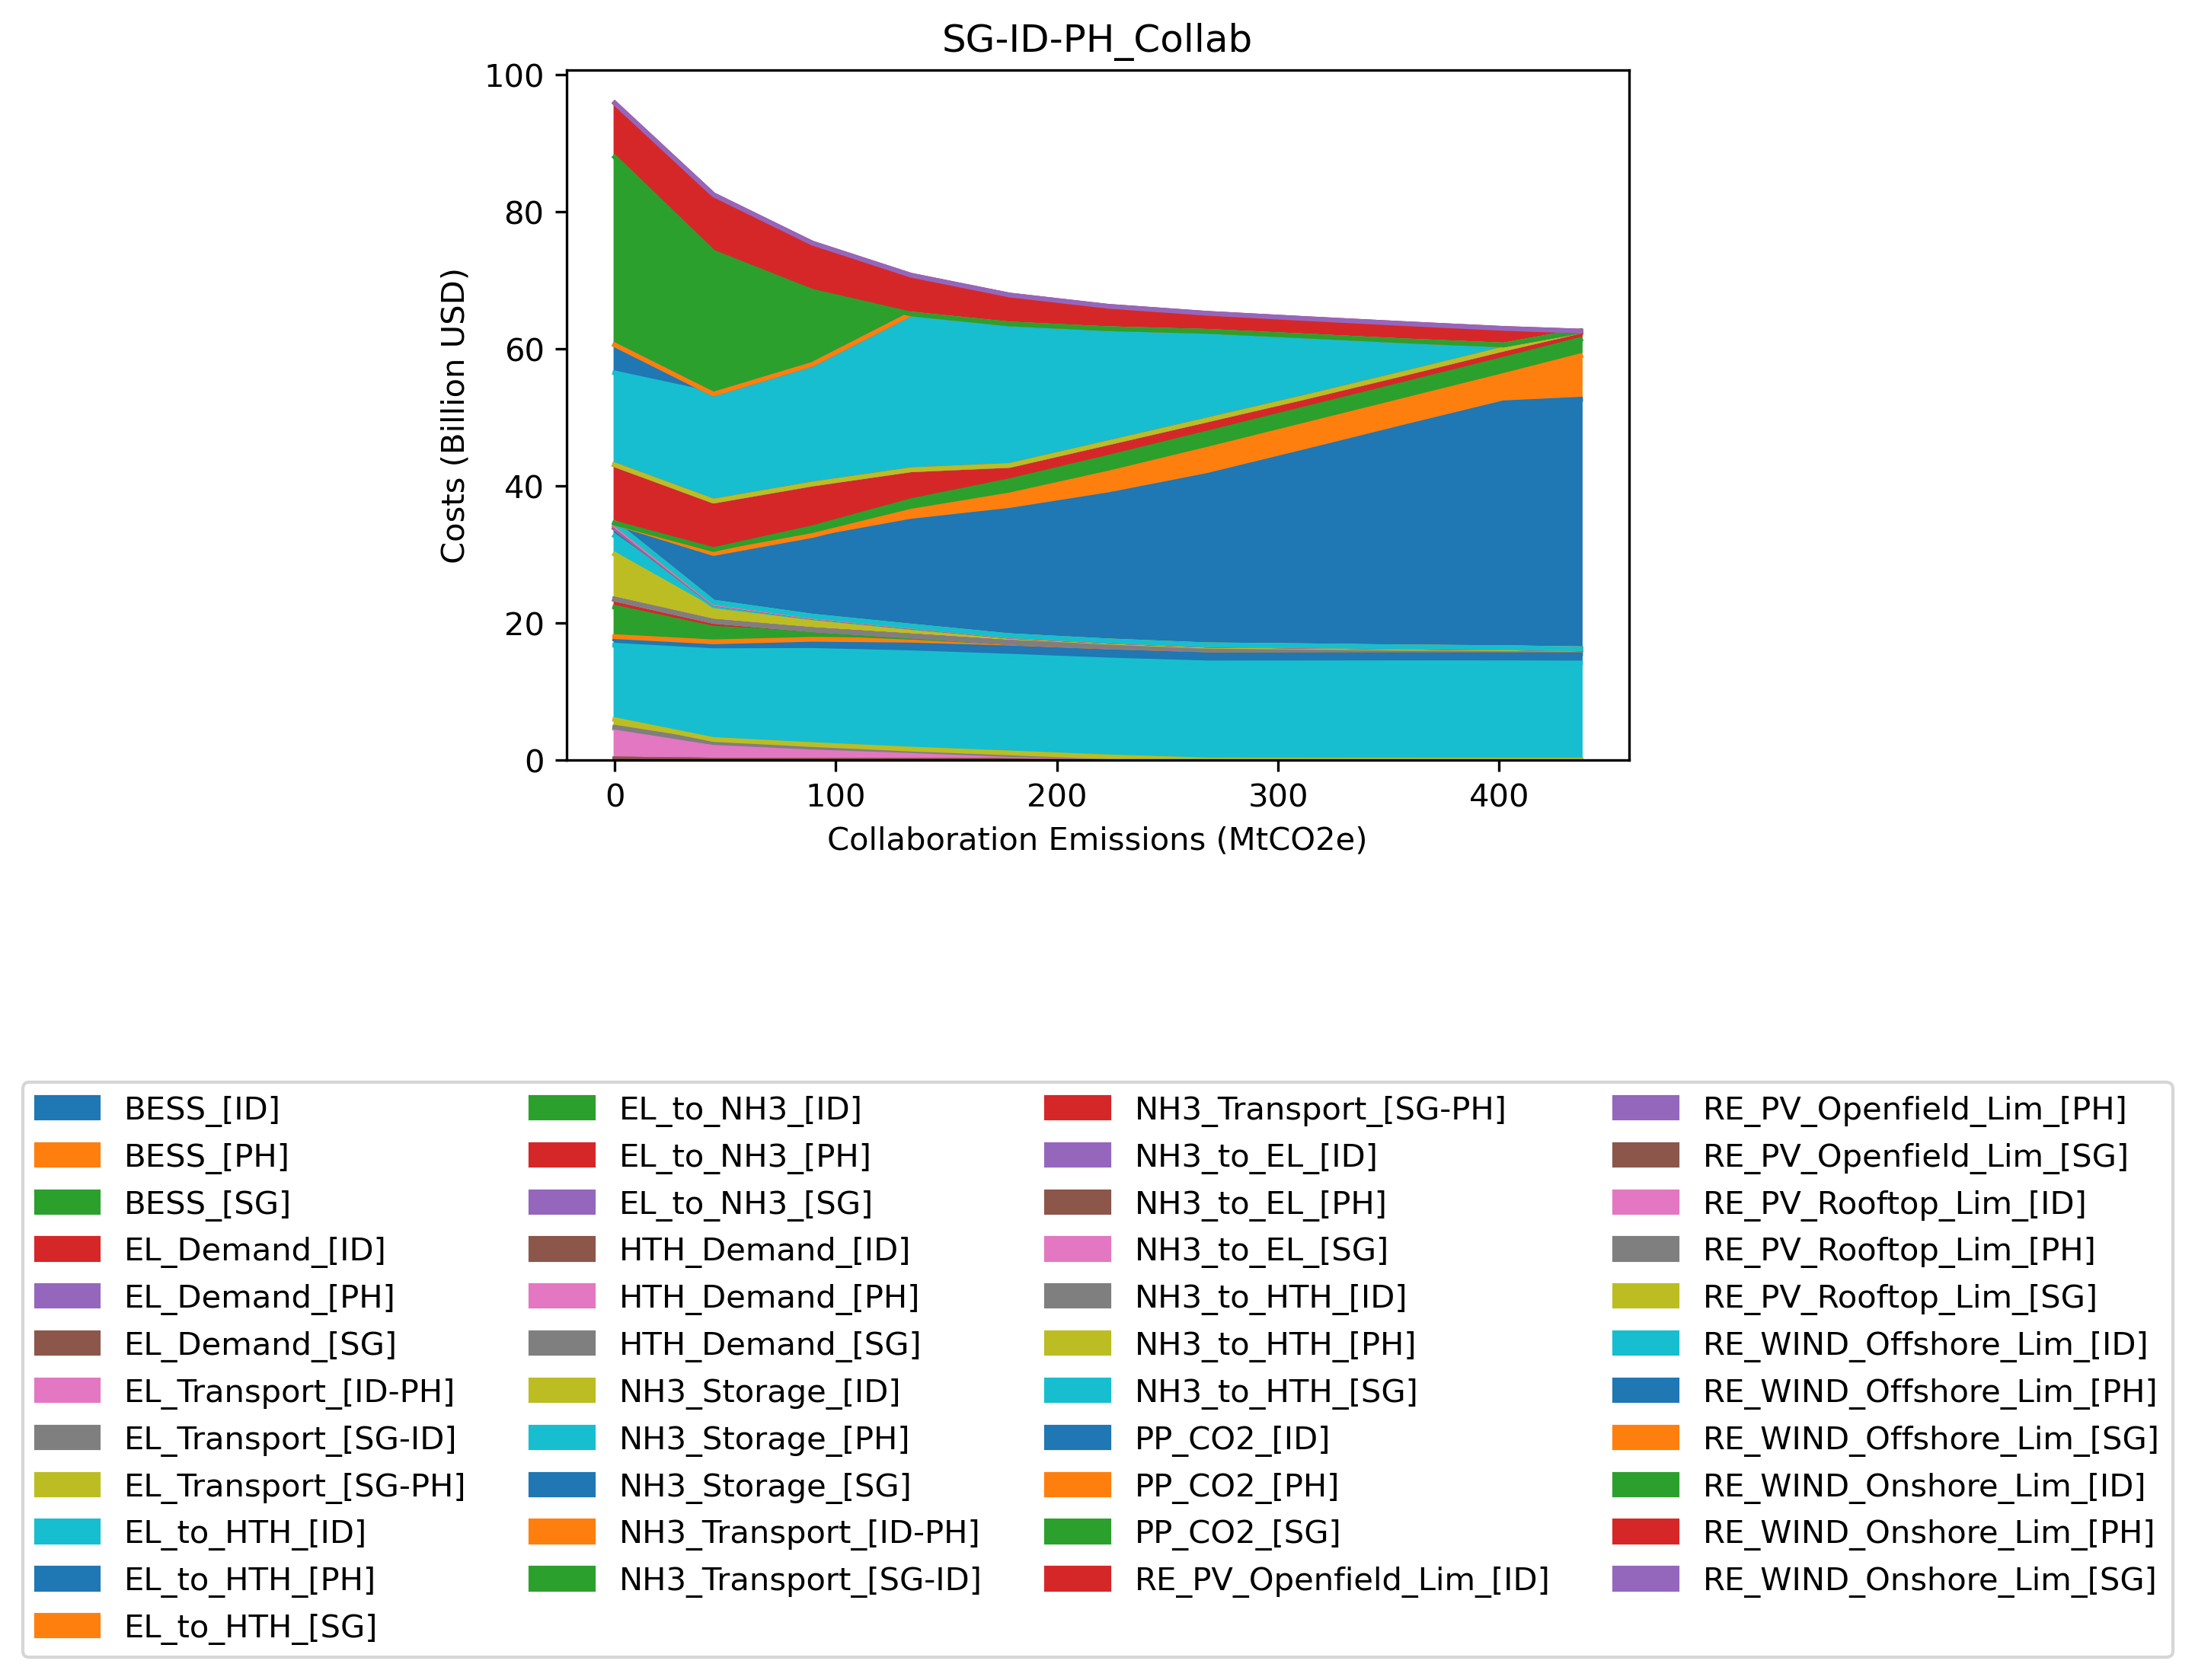 SG-ID-PH_Collab
100
80
60
40
20
0
Costs (Billion USD)
0 100 200 300 400
Collaboration Emissions (MtCO2e)
BESS_[ID]
BESS_[PH]
BESS_[SG]
EL_Demand_[ID]
EL_Demand_[PH]
EL_Demand_[SG]
EL_Transport_[ID-PH]
EL_Transport_[SG-ID]
EL_Transport_[SG-PH]
EL_to_HTH_[ID]
EL_to_HTH_[PH]
EL_to_HTH_[SG]
EL_to_NH3_[ID]
EL_to_NH3_[PH]
EL_to_NH3_[SG]
HTH_Demand_[ID]
HTH_Demand_[PH]
HTH_Demand_[SG]
NH3_Storage_[ID]
NH3_Storage_[PH]
NH3_Storage_[SG]
NH3_Transport_[ID-PH]
NH3_Transport_[SG-ID]
NH3_Transport_[SG-PH]
NH3_to_EL_[ID]
NH3_to_EL_[PH]
NH3_to_EL_[SG]
NH3_to_HTH_[ID]
NH3_to_HTH_[PH]
NH3_to_HTH_[SG]
PP_CO2_[ID]
PP_CO2_[PH]
PP_CO2_[SG]
RE_PV_Openfield_Lim_[ID]
RE_PV_Openfield_Lim_[PH]
RE_PV_Openfield_Lim_[SG]
RE_PV_Rooftop_Lim_[ID]
RE_PV_Rooftop_Lim_[PH]
RE_PV_Rooftop_Lim_[SG]
RE_WIND_Offshore_Lim_[ID]
RE_WIND_Offshore_Lim_[PH]
RE_WIND_Offshore_Lim_[SG]
RE_WIND_Onshore_Lim_[ID]
RE_WIND_Onshore_Lim_[PH]
RE_WIND_Onshore_Lim_[SG]